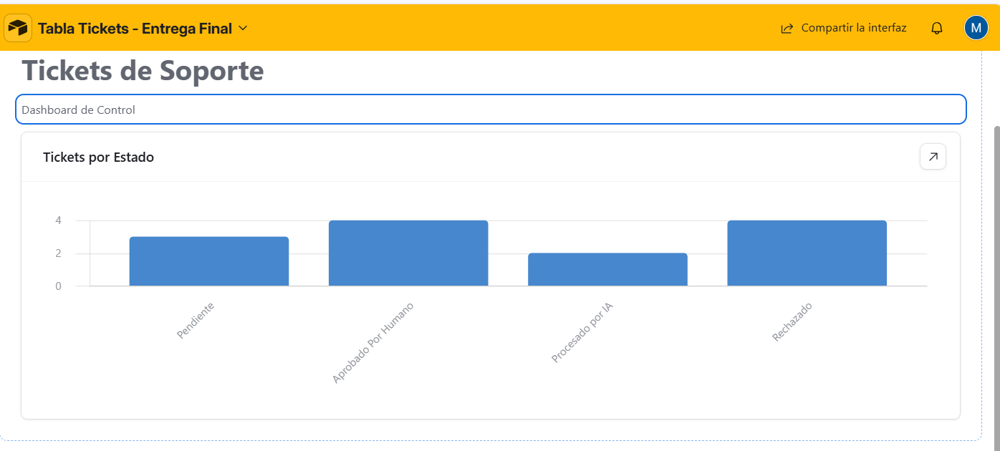 Tabla Tickets - Entrega Final
Compartir la interfaz
M
Tickets de Soporte
Dashboard de Control
Tickets por Estado
4
2
0
Pendiente
Aprobado Por Humano
Procesado por IA
Rechazado